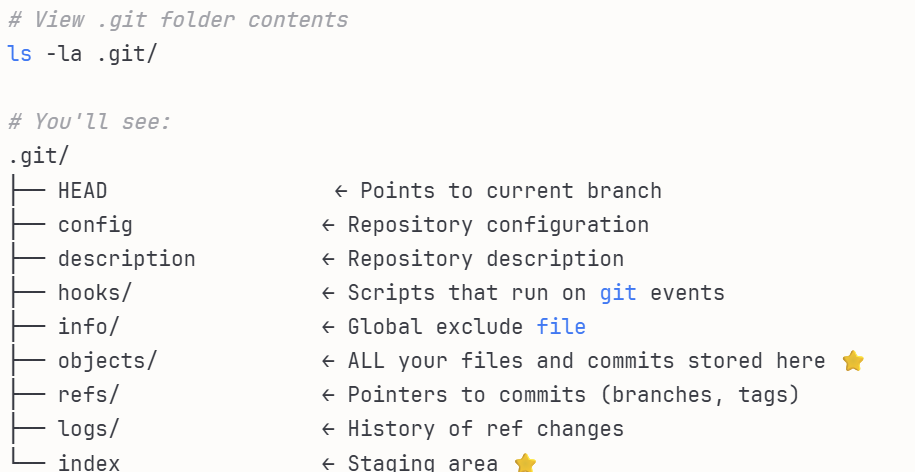 # View .git folder contents
ls -la .git/
# You'll see:
.git/
├── HEAD                  ← Points to current branch
├── config               ← Repository configuration
├── description          ← Repository description
├── hooks/               ← Scripts that run on git events
├── info/                ← Global exclude file
├── objects/             ← ALL your files and commits stored here ⭐
├── refs/                ← Pointers to commits (branches, tags)
├── logs/                ← History of ref changes
└── index                ← Staging area ⭐